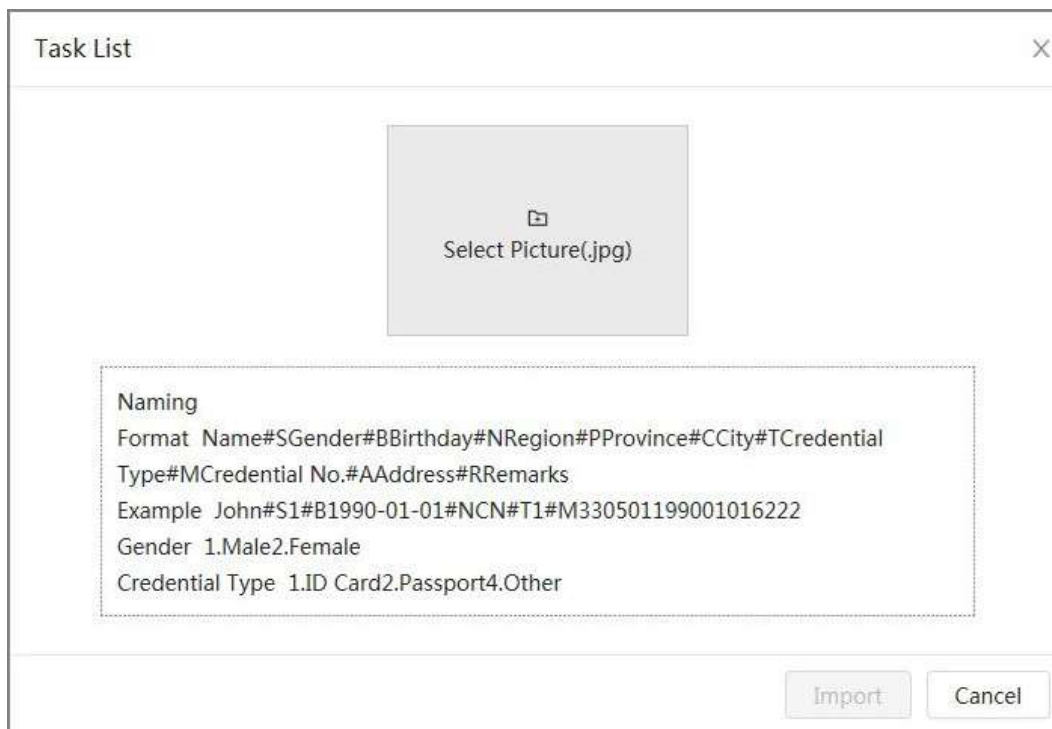 Task List
Select Picture(.jpg)
Naming
Format  Name#SGender#BBirthday#NRegion#PProvince#CCity#TCredential
Type#MCredential No.#AAddress#RRemarks
Example  John#S1#B1990-01-01#NCN#T1#M330501199001016222
Gender  1.Male2.Female
Credential Type  1.ID Card2.Passport4.Other
Import
Cancel